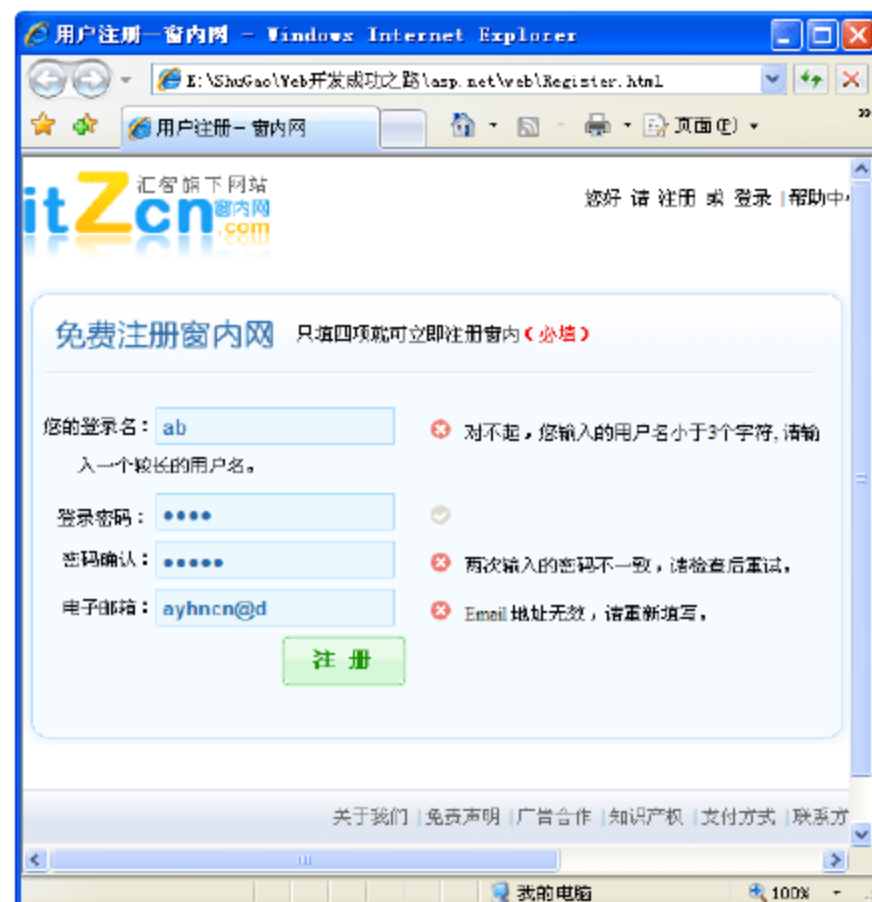 用户注册—窗内网 - Windows Internet Explorer
E:\ShuGao\Web开发成功之路\asp.net\web\Register.html
用户注册—窗内网
页面(P)
itZcn.com 汇智旗下网站 窗内网
您好 请 注册 或 登录 |帮助中
免费注册窗内网 只填四项就可立即注册窗内(必填)
您的登录名: ab 对不起,您输入的用户名小于3个字符,请输
入一个较长的用户名。
登录密码: ••••
密码确认: ••••• 两次输入的密码不一致,请检查后重试。
电子邮箱: ayhncn@d Email 地址无效,请重新填写。
注 册
关于我们 |免责声明 |广告合作 |知识产权 |支付方式 |联系方
我的电脑 100%